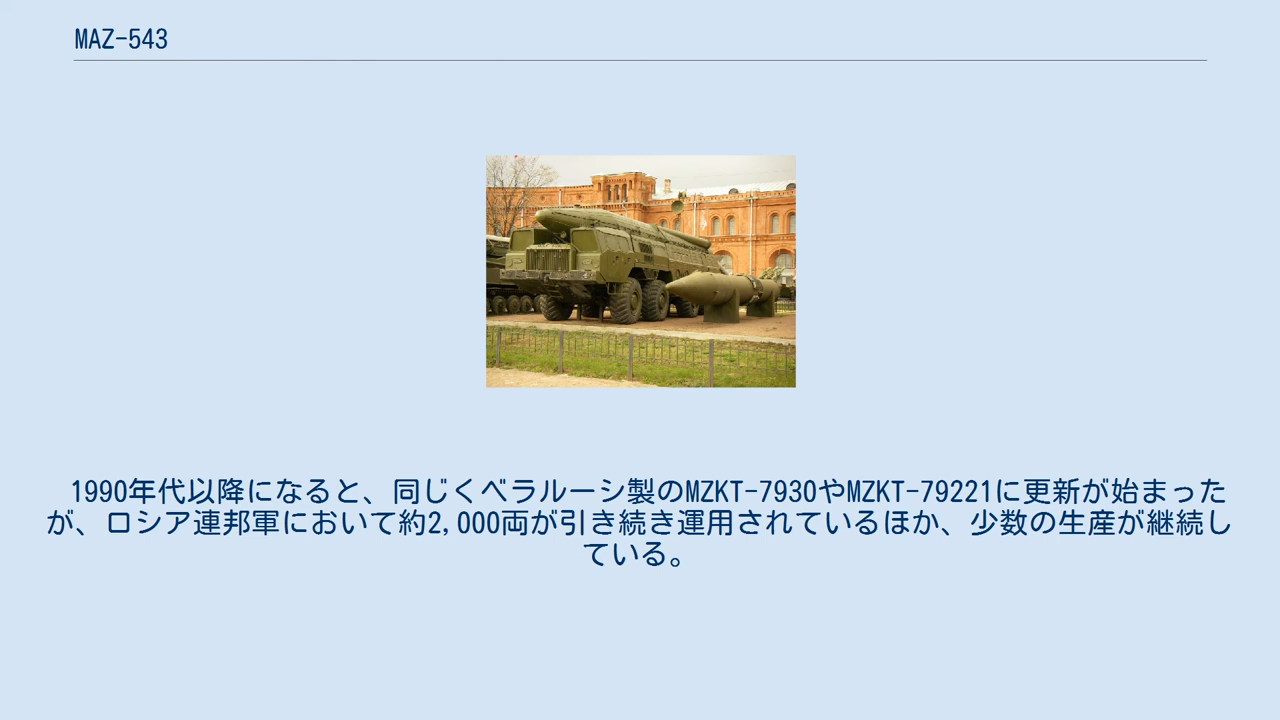 MAZ-543
1990年代以降になると、同じくベラルーシ製のMZKT-7930やMZKT-79221に更新が始まった
が、ロシア連邦軍において約2,000両が引き続き運用されているほか、少数の生産が継続し
ている。